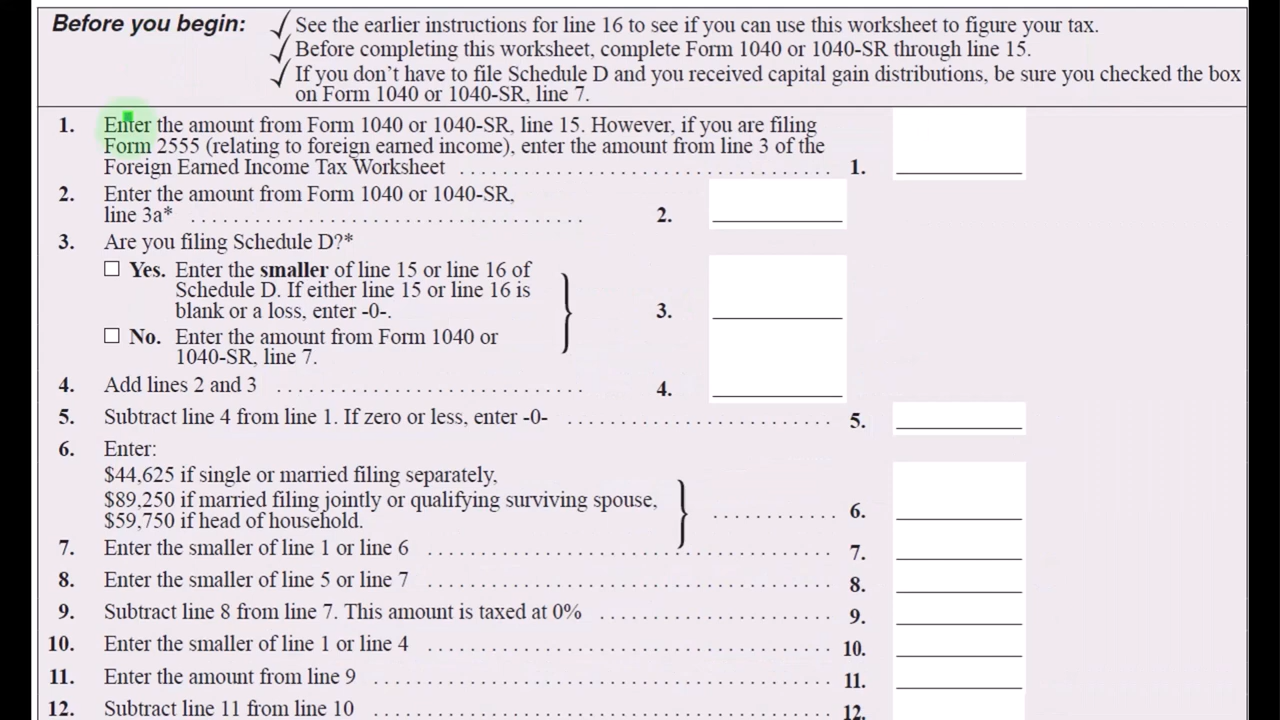 Before you begin: ✓ See the earlier instructions for line 16 to see if you can use this worksheet to figure your tax.
✓ Before completing this worksheet, complete Form 1040 or 1040-SR through line 15.
✓ If you don’t have to file Schedule D and you received capital gain distributions, be sure you checked the box
on Form 1040 or 1040-SR, line 7.
1. Enter the amount from Form 1040 or 1040-SR, line 15. However, if you are filing
Form 2555 (relating to foreign earned income), enter the amount from line 3 of the
Foreign Earned Income Tax Worksheet . . . . . . . . . . . . . . . . . . . . . . . . . . . . . . . . . . 1.
2. Enter the amount from Form 1040 or 1040-SR,
line 3a* . . . . . . . . . . . . . . . . . . . . . . . . . . . . . . . . . . . 2.
3. Are you filing Schedule D?*
☐ Yes. Enter the smaller of line 15 or line 16 of
Schedule D. If either line 15 or line 16 is
blank or a loss, enter -0-. 3.
☐ No. Enter the amount from Form 1040 or
1040-SR, line 7.
4. Add lines 2 and 3 . . . . . . . . . . . . . . . . . . . . . . . . . . . . 4.
5. Subtract line 4 from line 1. If zero or less, enter -0- . . . . . . . . . . . . . . . . . . . . . . . . 5.
6. Enter:
$44,625 if single or married filing separately,
$89,250 if married filing jointly or qualifying surviving spouse,
$59,750 if head of household. . . . . . . . . . . . 6.
7. Enter the smaller of line 1 or line 6 . . . . . . . . . . . . . . . . . . . . . . . . . . . . . . . . . . . . . 7.
8. Enter the smaller of line 5 or line 7 . . . . . . . . . . . . . . . . . . . . . . . . . . . . . . . . . . . . . 8.
9. Subtract line 8 from line 7. This amount is taxed at 0% . . . . . . . . . . . . . . . . . . . . . 9.
10. Enter the smaller of line 1 or line 4 . . . . . . . . . . . . . . . . . . . . . . . . . . . . . . . . . . . . . 10.
11. Enter the amount from line 9 . . . . . . . . . . . . . . . . . . . . . . . . . . . . . . . . . . . . . . . . . . 11.
12. Subtract line 11 from line 10 . . . . . . . . . . . . . . . . . . . . . . . . . . . . . . . . . . . . . . . . . . 12.